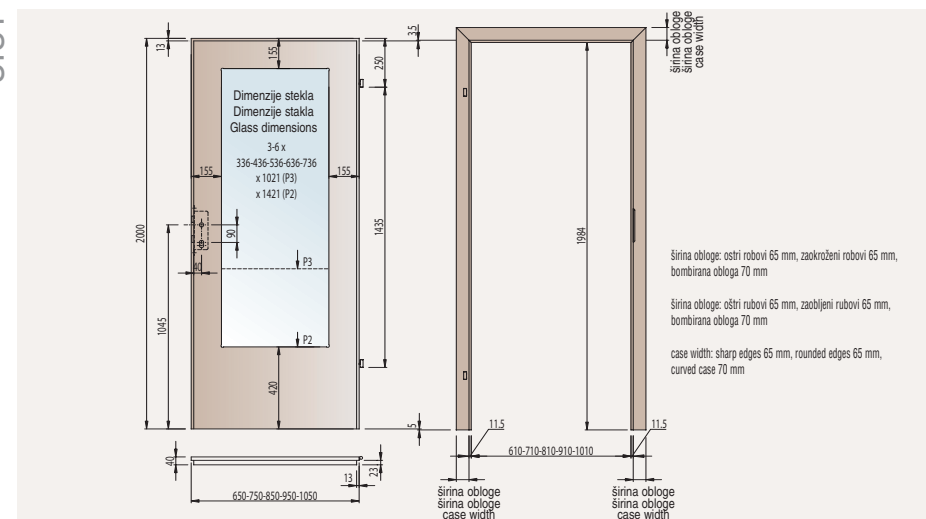 13
155
250
3.5
širina obloge
širina obloge
case width
Dimenzije stekla
Dimenzije stakla
Glass dimensions
3-6 x
336-436-536-636-736
x 1021 (P3)
x 1421 (P2)
155
155
2000
90
1435
1984
P3
1045
P2
420
širina obloge: ostri robovi 65 mm, zaokroženi robovi 65 mm,
bombirana obloga 70 mm
širina obloge: oštri rubovi 65 mm, zaobljeni rubovi 65 mm,
bombirana obloga 70 mm
case width: sharp edges 65 mm, rounded edges 65 mm,
curved case 70 mm
5
11.5
11.5
610-710-810-910-1010
40
13
23
650-750-850-950-1050
širina obloge
širina obloge
case width
širina obloge
širina obloge
case width